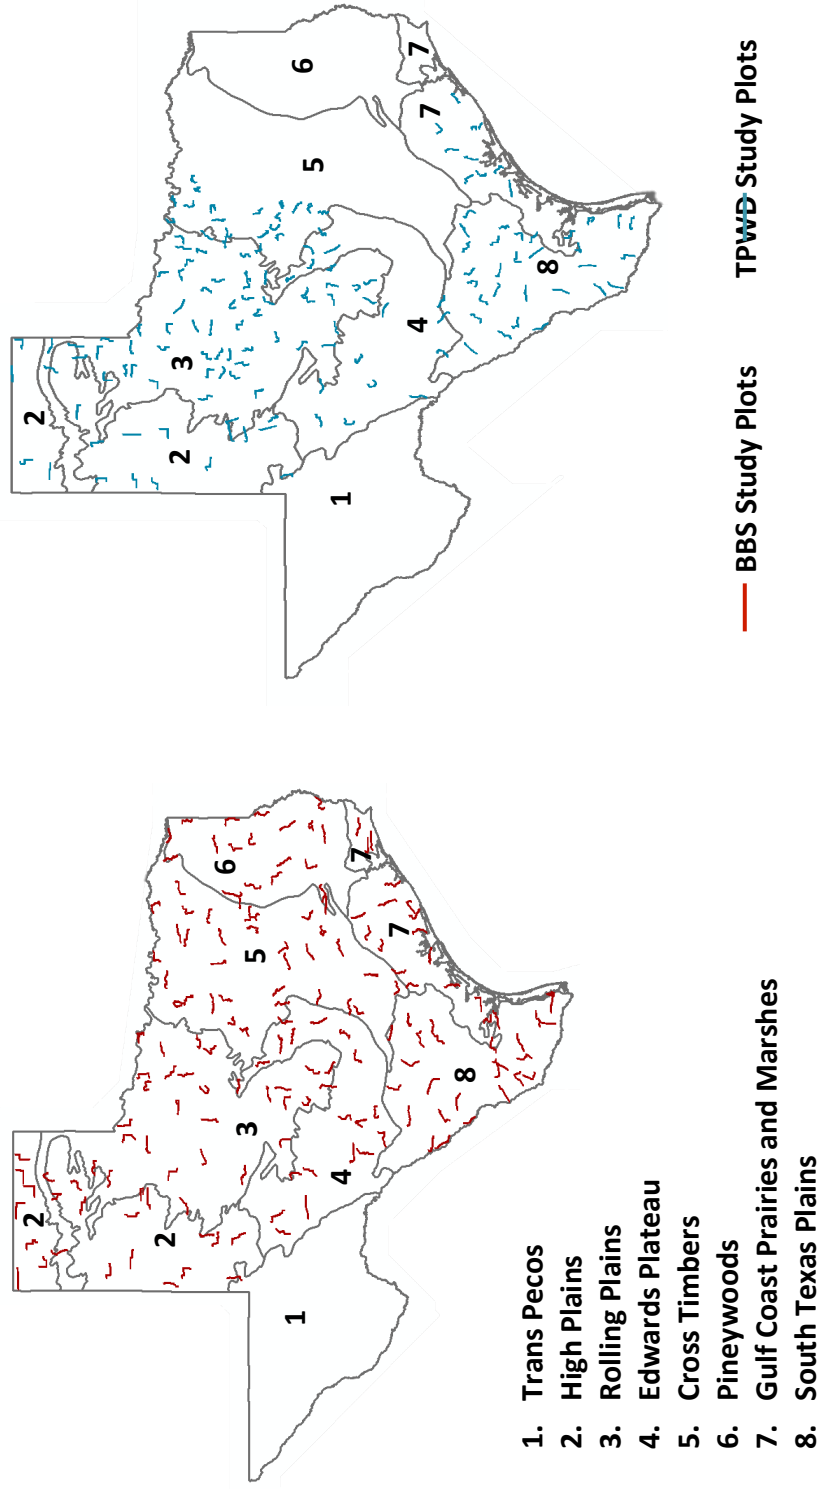 2
2
6
3
5
1
4
7
7
8
1. Trans Pecos
2. High Plains
3. Rolling Plains
4. Edwards Plateau
5. Cross Timbers
6. Pineywoods
7. Gulf Coast Prairies and Marshes
8. South Texas Plains
2
2
3
6
5
1
4
7
7
8
BBS Study Plots
TPWD Study Plots